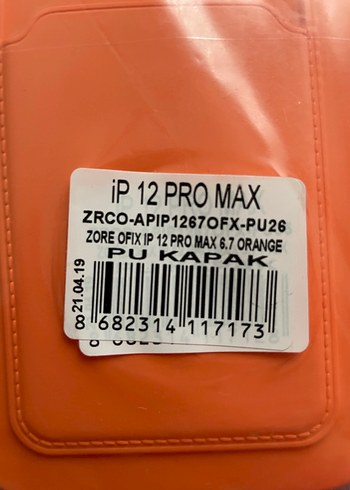 iP 12 PRO MAX
ZRCO-APIP1267OFX-PU26
ZORE OFIX IP 12 PRO MAX 6.7 ORANGE
PU KAPAK
21.04.19
8 682314 117173